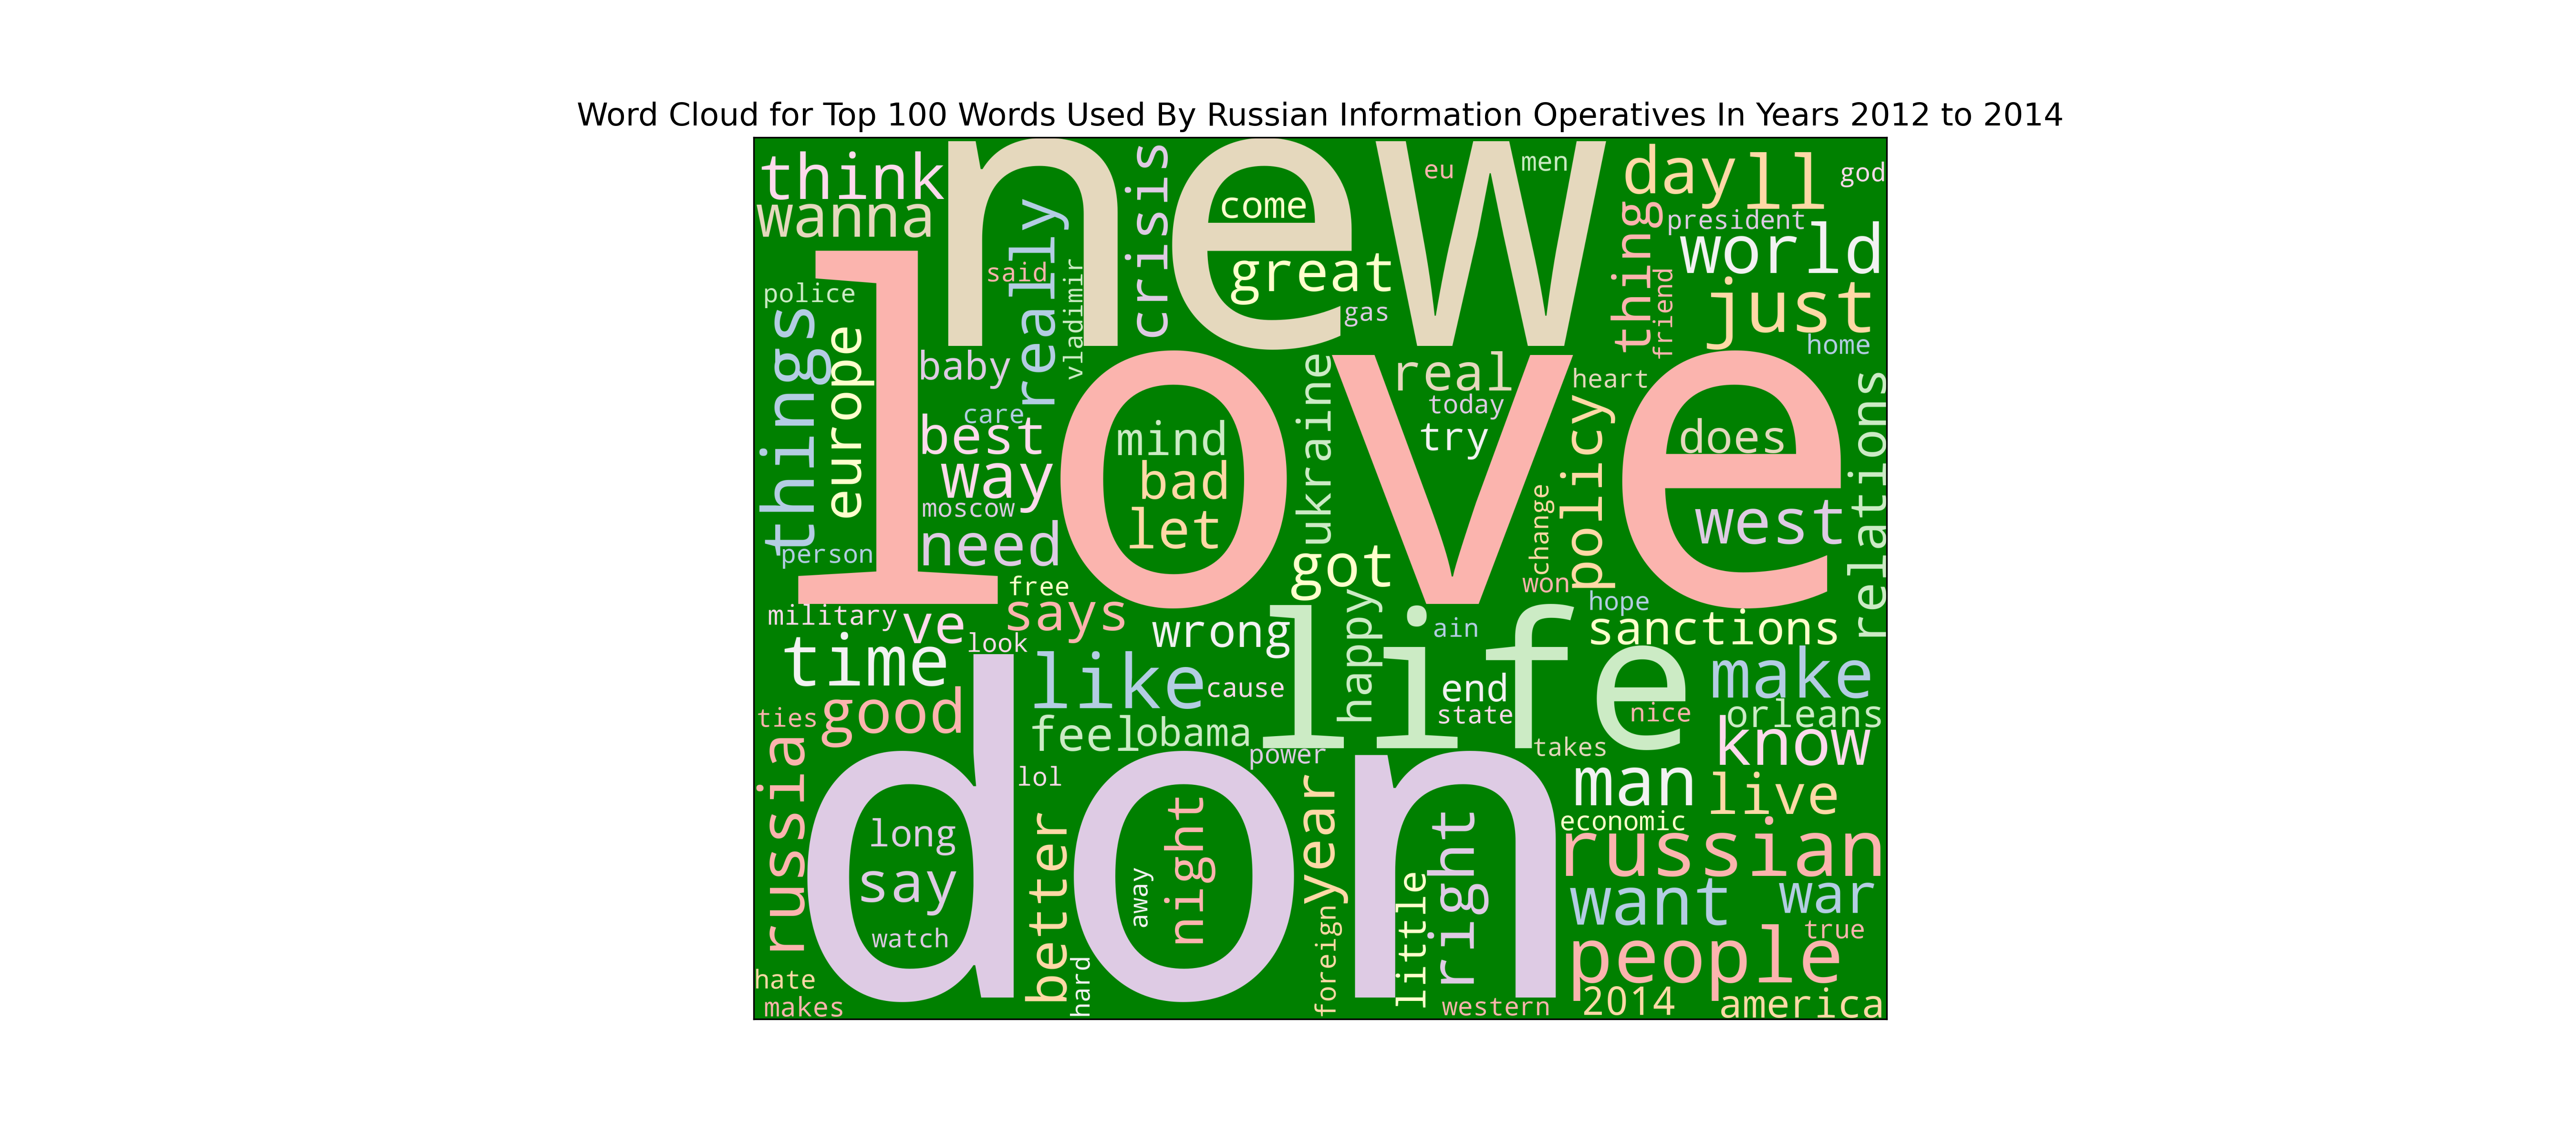 Word Cloud for Top 100 Words Used By Russian Information Operatives In Years 2012 to 2014
new
love
life
don
think
wanna
crisis
come
eu
men
day
ll
god
president
world
thing
friend
just
home
great
gas
said
really
vladimir
police
things
europe
baby
care
best
way
moscow
need
person
mind
bad
let
ukraine
real
today
try
heart
policy
does
west
relations
change
won
got
free
says
military
ve
look
time
wrong
happy
ain
hope
sanctions
like
cause
end
state
nice
make
orleans
know
ties
good
feel
obama
power
takes
russia
lol
man
live
economic
russian
long
say
watch
better
away
night
year
foreign
little
right
want
war
true
people
hate
makes
hard
western
2014
america